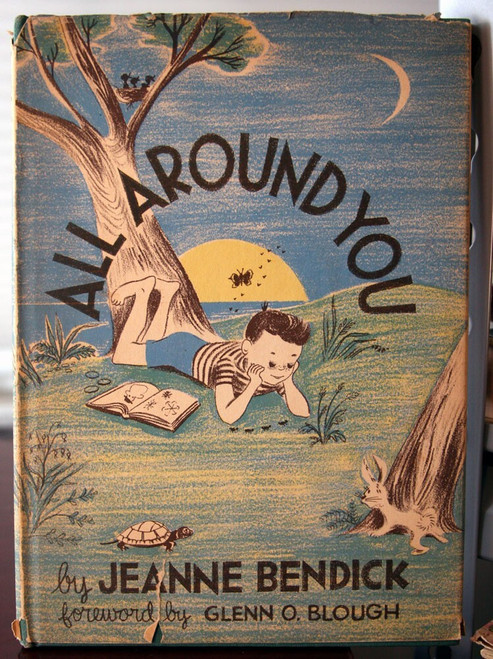 ALL AROUND YOU
by JEANNE BENDICK
foreword by GLENN O. BLOUGH